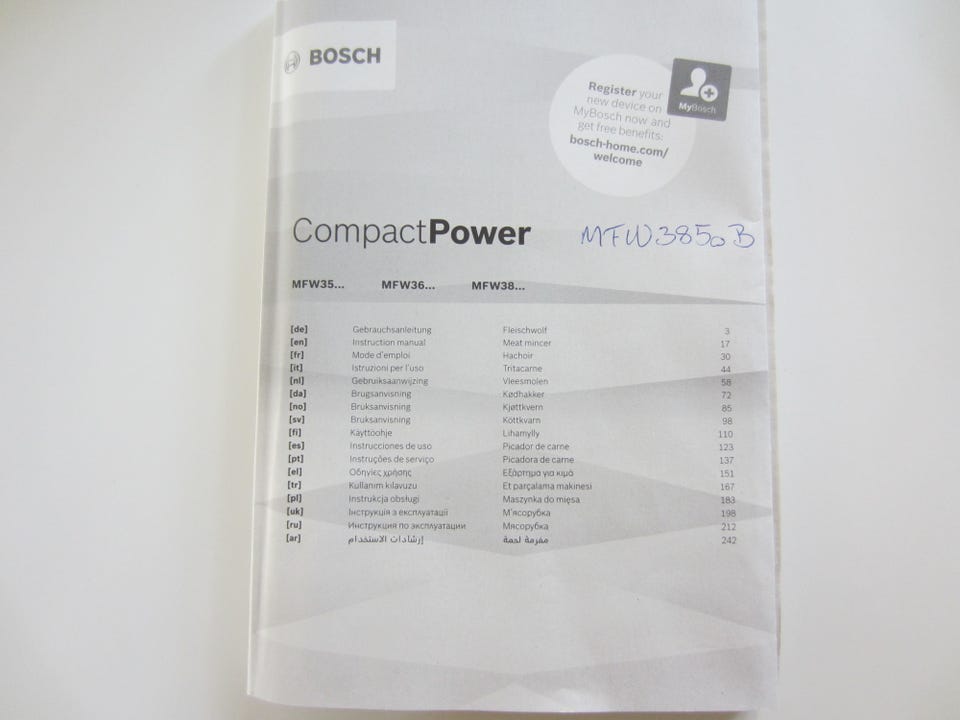 BOSCH
Register your
new device on
MyBosch now and
get free benefits:
bosch-home.com/
welcome
MyBosch
CompactPower MFW3850B
MFW35... MFW36... MFW38...
[de] Gebrauchsanleitung Fleischwolf 3
[en] Instruction manual Meat mincer 17
[fr] Mode d'emploi Hachoir 30
[it] Istruzioni per l'uso Tritacarne 44
[nl] Gebruiksaanwijzing Vleesmolen 58
[da] Brugsanvisning Kødhakker 72
[no] Bruksanvisning Kjøttkvern 85
[sv] Bruksanvisning Köttkvarn 98
[fi] Käyttöohje Lihamylly 110
[es] Instrucciones de uso Picador de carne 123
[pt] Instruções de serviço Picadora de carne 137
[el] Οδηγίες χρήσης Εξάρτημα για κιμά 151
[tr] Kullanım kılavuzu Et parçalama makinesi 167
[pl] Instrukcja obsługi Maszynka do mięsa 183
[uk] Інструкція з експлуатації М'ясорубка 198
[ru] Инструкция по эксплуатации Мясорубка 212
[ar] إرشادات الاستخدام مفرمة لحمة 242